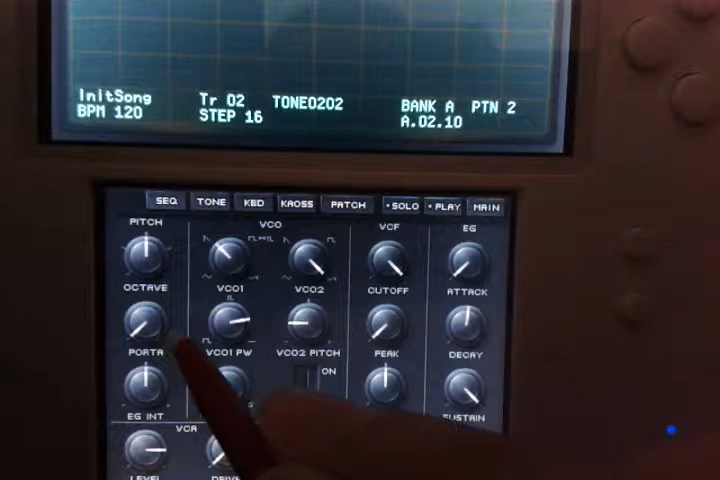 InitSong Tr 02 TONE0202 BANK A PTN 2
BPM 120 STEP 16 A.02.10
SEQ TONE KBD KAOSS PATCH •SOLO •PLAY MAIN
PITCH VCO VCF EG
OCTAVE VCO1 VCO2 CUTOFF ATTACK
PORTA VCO1 PW VCO2 PITCH PEAK DECAY
ON
EG INT SUSTAIN
VCA
LEVEL